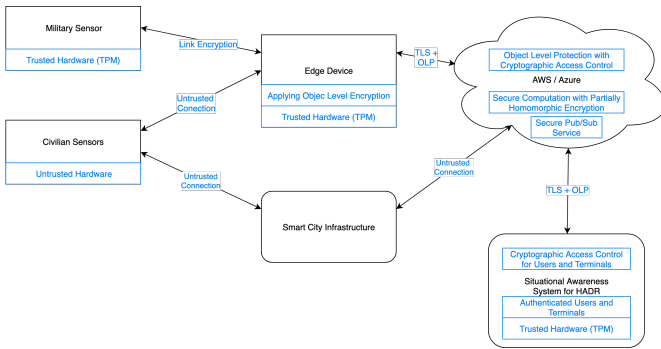 Military Sensor
Trusted Hardware (TPM)
Link Encryption
Edge Device
Applying Objec Level Encryption
Trusted Hardware (TPM)
TLS +
OLP
Object Level Protection with
Cryptographic Access Control
AWS / Azure
Secure Computation with Partially
Homomorphic Encryption
Secure Pub/Sub
Service
Untrusted
Conection
Civilian Sensors
Untrusted Hardware
Untrusted
Connection
Smart City Infrastructure
Untrusted
Connection
TLS + OLP
Cryptographic Access Control
for Users and Terminals
Situational Awareness
System for HADR
Authenticated Users and
Terminals
Trusted Hardware (TPM)